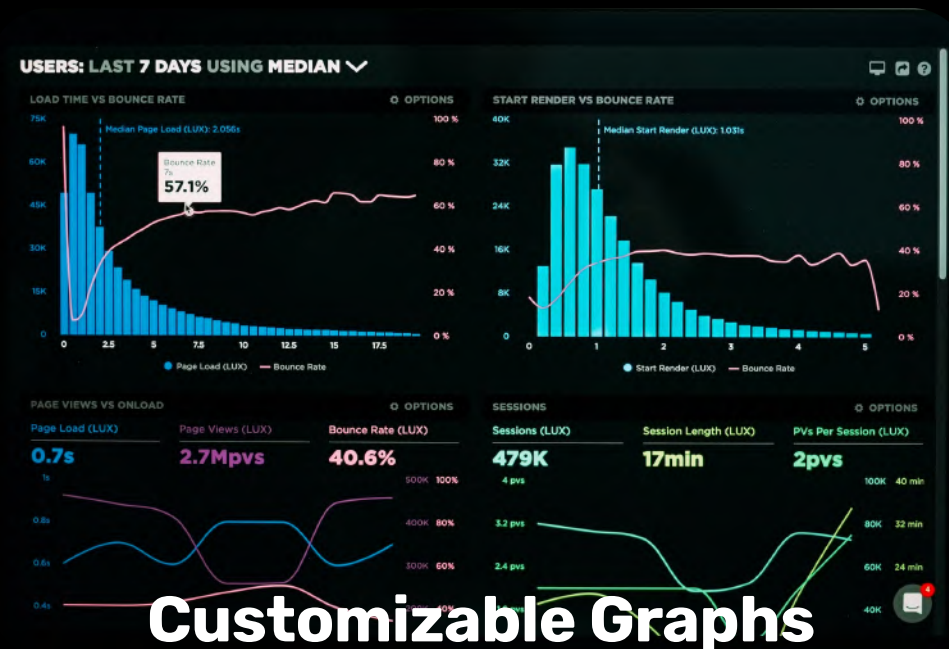 USERS: LAST 7 DAYS USING MEDIAN
LOAD TIME VS BOUNCE RATE
OPTIONS
75K
60K
45K
30K
15K
0
Median Page Load (LUX): 2.056s
Bounce Rate
7s
57.1%
100 %
80 %
60 %
40 %
20 %
0 %
0 2.5 5 7.5 10 12.5 15 17.5
Page Load (LUX) Bounce Rate
START RENDER VS BOUNCE RATE
OPTIONS
40K
32K
24K
16K
8K
0
Median Start Render (LUX): 1.031s
100 %
80 %
60 %
40 %
20 %
0 %
0 1 2 3 4 5
Start Render (LUX) Bounce Rate
PAGE VIEWS VS ONLOAD
OPTIONS
Page Load (LUX) Page Views (LUX) Bounce Rate (LUX)
0.7s 2.7Mpvs 40.6%
1s 500K 100%
0.8s 400K 80%
0.6s 300K 60%
0.4s 40%
SESSIONS
OPTIONS
Sessions (LUX) Session Length (LUX) PVs Per Session (LUX)
479K 17min 2pvs
4 pvs 100K 40 min
3.2 pvs 80K 32 min
2.4 pvs 60K 24 min
pvs 40K
4
Customizable Graphs